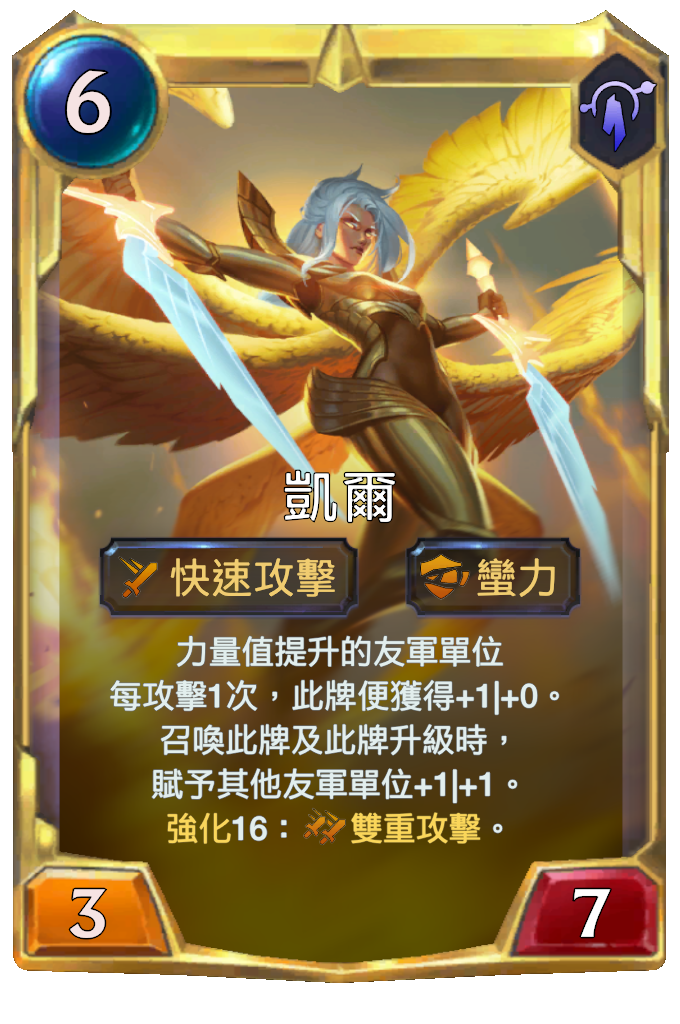 6
凱爾
快速攻擊 蠻力
力量值提升的友軍單位
每攻擊1次，此牌便獲得+1|+0。
召喚此牌及此牌升級時，
賦予其他友軍單位+1|+1。
強化16：雙重攻擊。
3 7